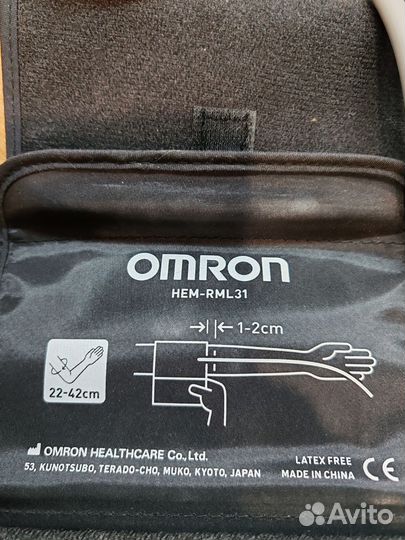 OMRON
HEM-RML31
1-2cm
22-42cm
OMRON HEALTHCARE Co., Ltd.
53, KUNOTSUBO, TERADO-CHO, MUKO, KYOTO, JAPAN
LATEX FREE
MADE IN CHINA
CE
Avito